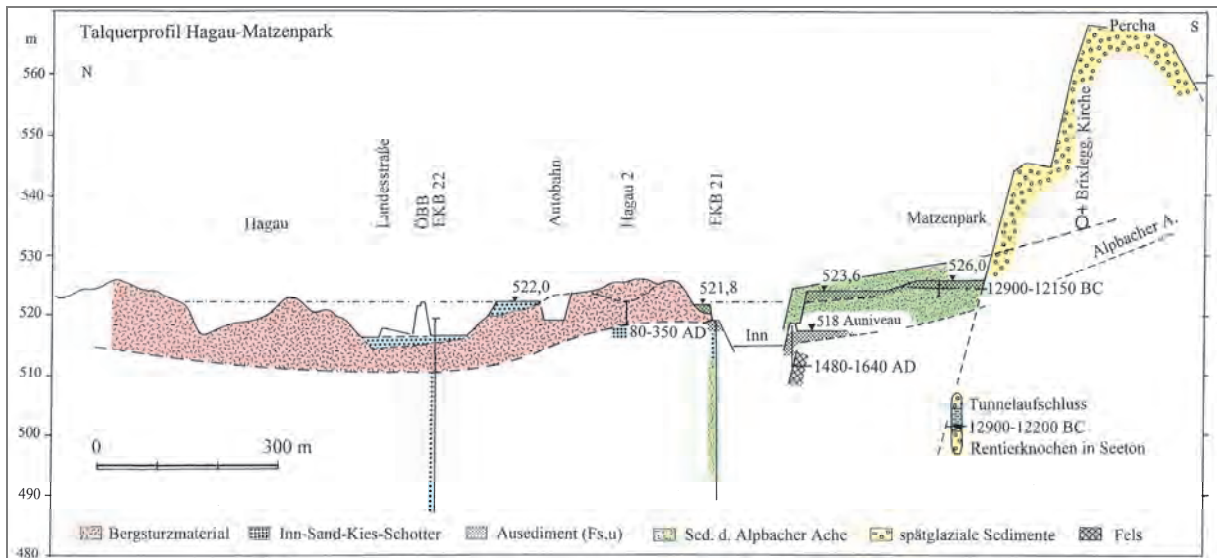 Talquerprofil Hagau-Matzenpark
Percha
S
m
N
560
550
540
530
520
510
500
490
480
Hagau
Landesstraße
ÖBB
EKB 22
Autobahn
Hagau 2
EKB 21
Matzenpark
Brixlegg. Kirche
Alpbacher A.
522,0
521,8
523,6
526,0
12900-12150 BC
80-350 AD
Inn
518 Auniveau
1480-1640 AD
Tunnelaufschluss
12900-12200 BC
Rentierknochen in Seeton
0
300 m
Bergsturzmaterial
Inn-Sand-Kies-Schotter
Ausediment (Fs,u)
Sed. d. Alpbacher Ache
spätglaziale Sedimente
Fels